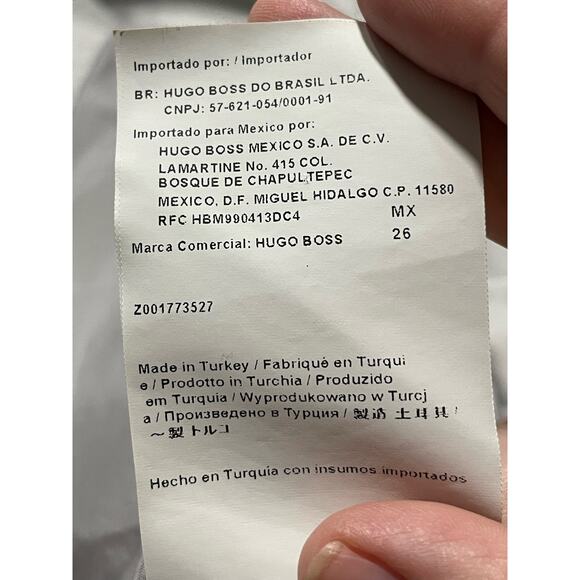 Importado por: / Importador
BR: HUGO BOSS DO BRASIL LTDA.
CNPJ: 57-621-054/0001-91
Importado para Mexico por:
HUGO BOSS MEXICO S.A. DE C.V.
LAMARTINE No. 415 COL.
BOSQUE DE CHAPULTEPEC
MEXICO, D.F. MIGUEL HIDALGO C.P. 11580
RFC HBM990413DC4 MX
Marca Comercial: HUGO BOSS 26
Z001773527
Made in Turkey / Fabriqué en Turqui
e / Prodotto in Turchia / Produzido
em Turquia / Wyprodukowano w Turcj
a / Произведено в Турция / 製造 土耳其 /
～製トルコ
Hecho en Turquía con insumos importados